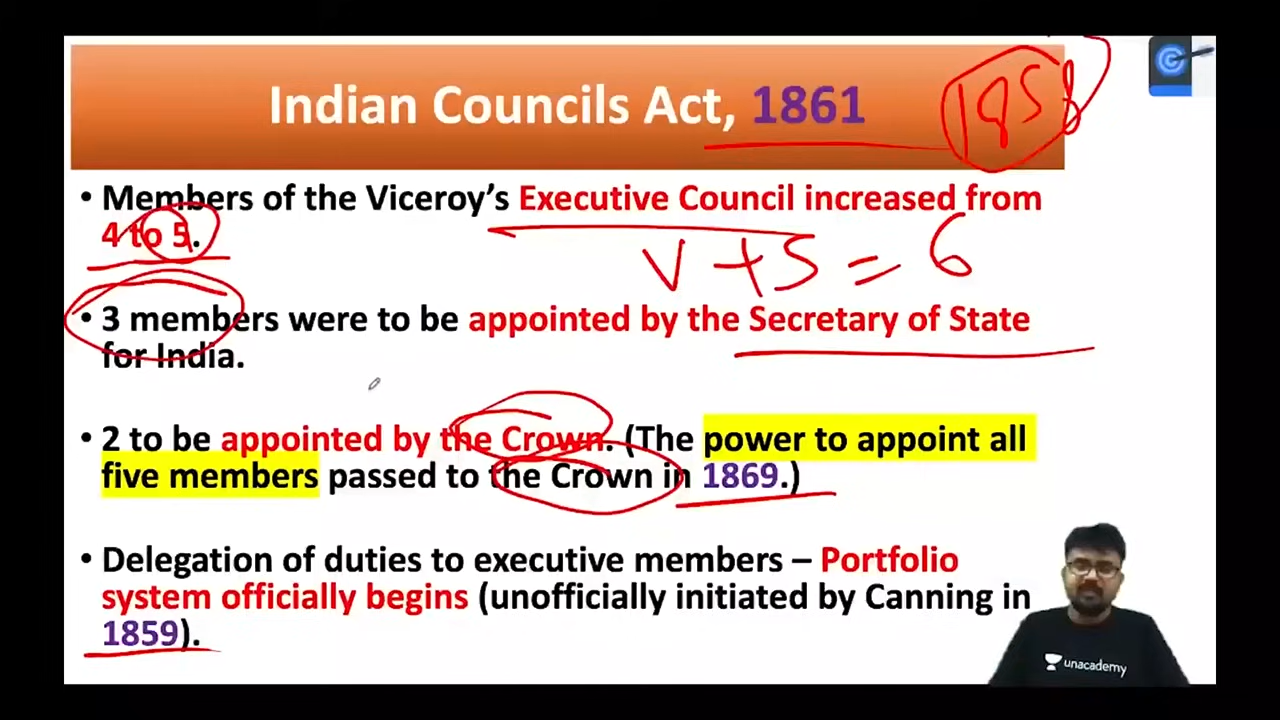 Indian Councils Act, 1861
1858
• Members of the Viceroy's Executive Council increased from
4 to 5.
V + 5 = 6
• 3 members were to be appointed by the Secretary of State
for India.
• 2 to be appointed by the Crown. (The power to appoint all
five members passed to the Crown in 1869.)
• Delegation of duties to executive members – Portfolio
system officially begins (unofficially initiated by Canning in
1859).
unacademy